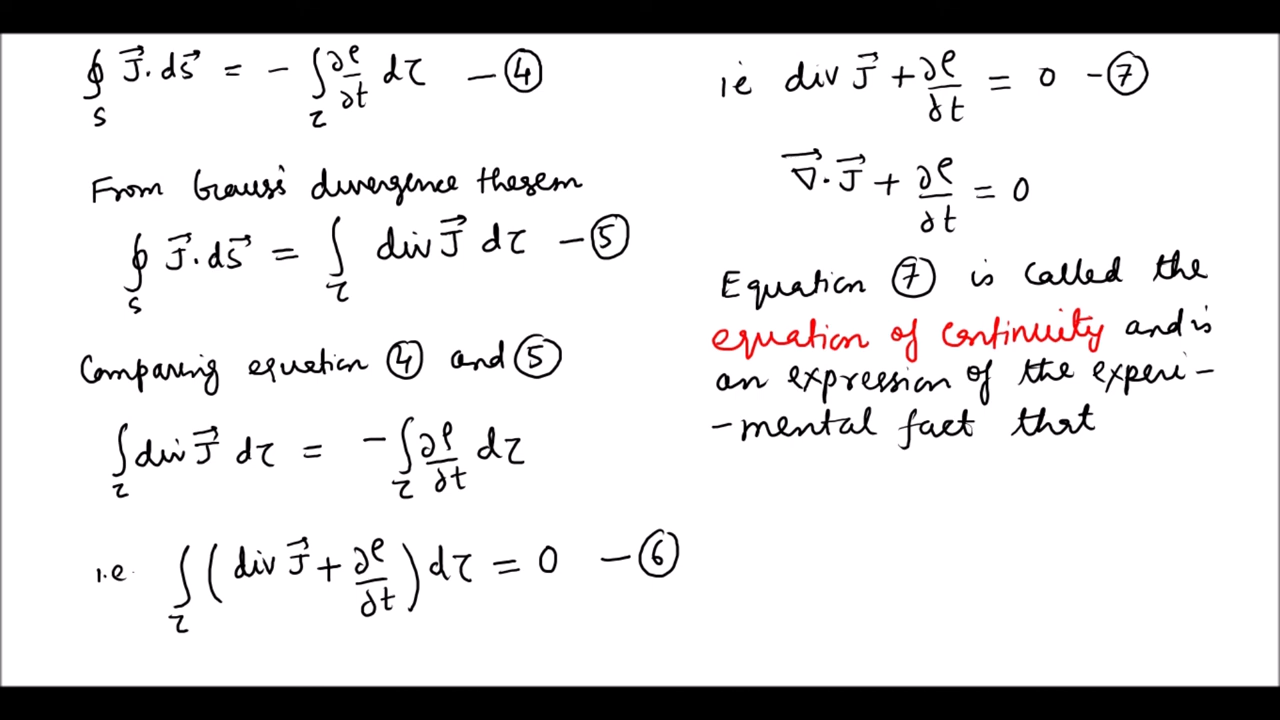 ∮_S J⃗. ds⃗ = - ∫_τ ∂ρ/∂t dτ - ④
From Gauss's divergence theorem
∮_S J⃗. ds⃗ = ∫_τ div J⃗ dτ - ⑤
Comparing equation ④ and ⑤
∫_τ div J⃗ dτ = - ∫_τ ∂ρ/∂t dτ
i.e. ∫_τ (div J⃗ + ∂ρ/∂t) dτ = 0 - ⑥
ie div J⃗ + ∂ρ/∂t = 0 - ⑦
∇⃗. J⃗ + ∂ρ/∂t = 0
Equation ⑦ is called the
equation of continuity and is
an expression of the experi-
-mental fact that